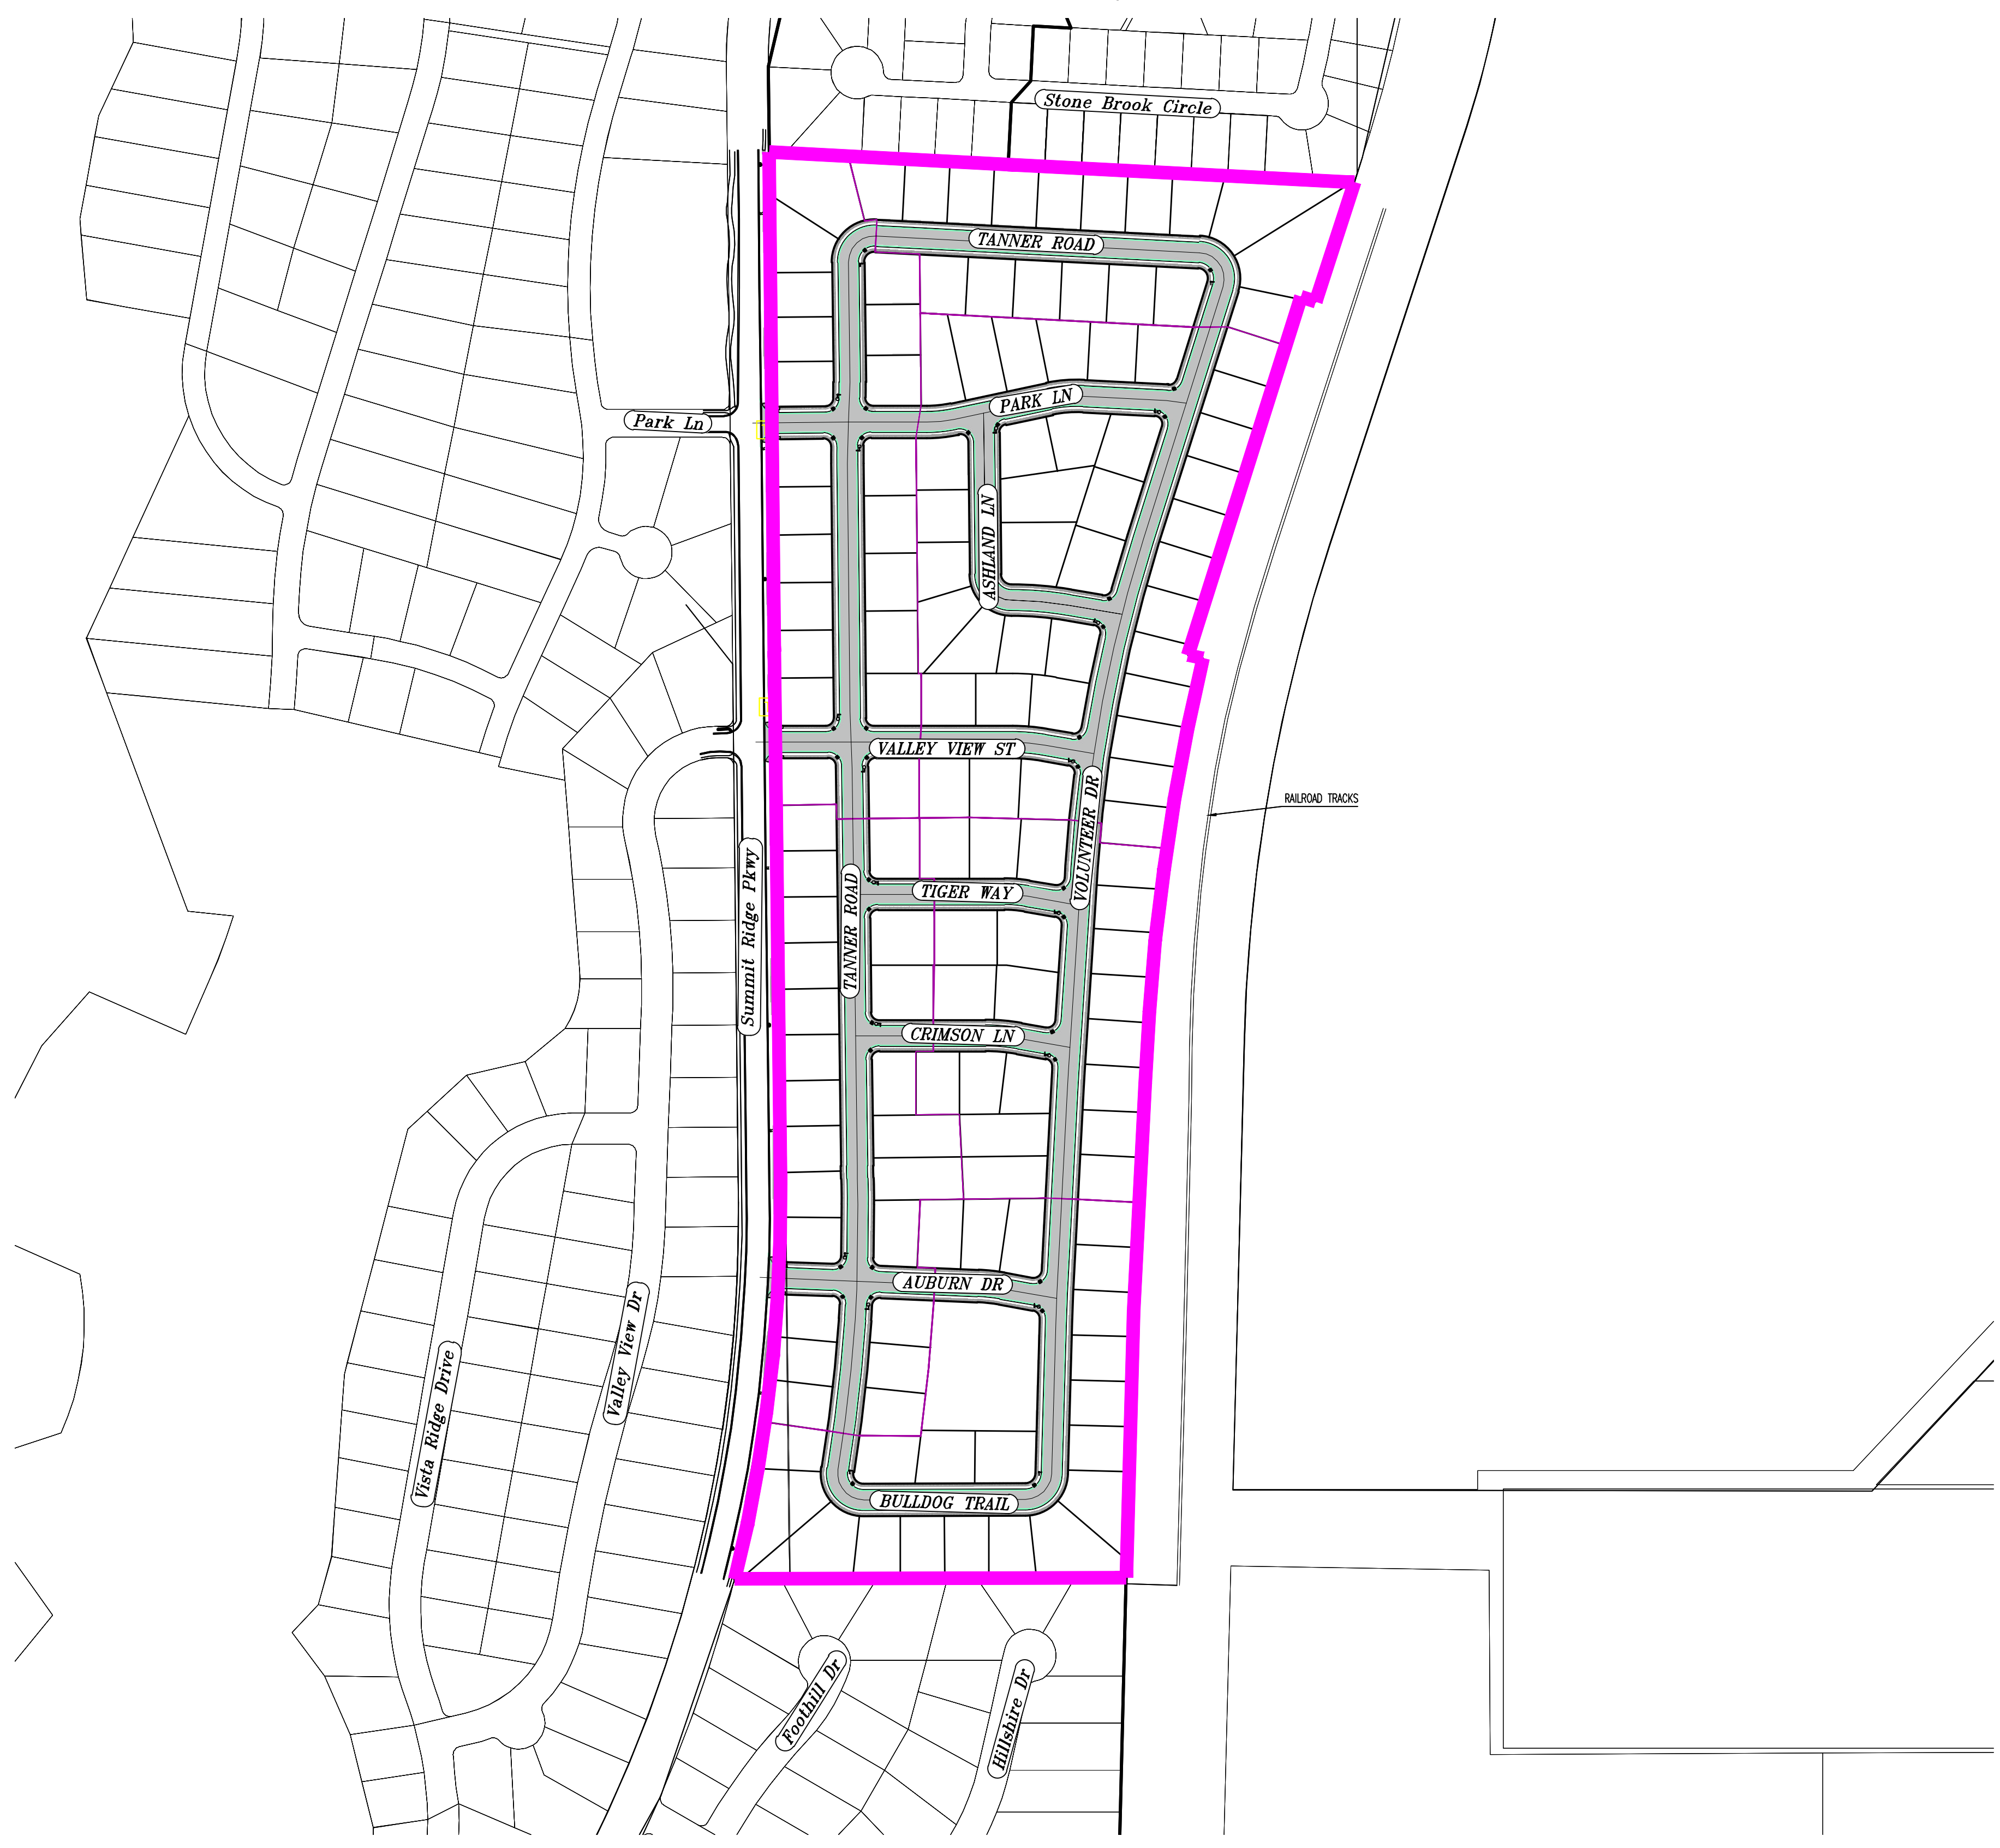 Stone Brook Circle
TANNER ROAD
PARK LN
Park Ln
ASHLAND LN
VALLEY VIEW ST
VOLUNTEER DR
RAILROAD TRACKS
Summit Ridge Pkwy
TANNER ROAD
TIGER WAY
CRIMSON LN
AUBURN DR
Valley View Dr
Vista Ridge Drive
BULLDOG TRAIL
Foothill Dr
Hillshire Dr